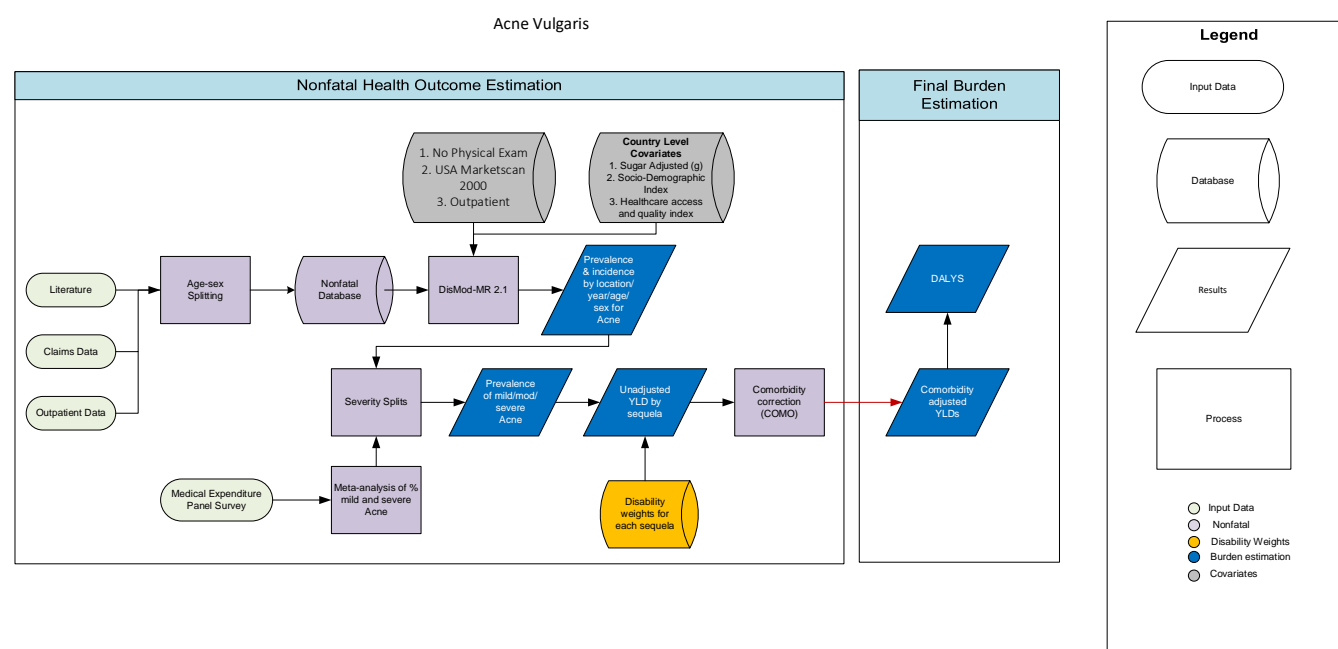 Acne Vulgaris
Nonfatal Health Outcome Estimation
Final Burden
Estimation
1. No Physical Exam
2. USA Marketscan
2000
3. Outpatient
Country Level
Covariates
1. Sugar Adjusted (g)
2. Socio-Demographic
Index
3. Healthcare access
and quality index
Literature
Claims Data
Outpatient Data
Age-sex
Splitting
Nonfatal
Database
DisMod-MR 2.1
Prevalence
& incidence
by location/
year/age/
sex for
Acne
Severity Splits
Prevalence
of mild/mod/
severe
Acne
Unadjusted
YLD by
sequela
Comorbidity
correction
(COMO)
Comorbidity
adjusted
YLDs
DALYS
Medical Expenditure
Panel Survey
Meta-analysis of %
mild and severe
Acne
Disability
weights for
each sequela
Legend
Input Data
Database
Results
Process
Input Data
Nonfatal
Disability Weights
Burden estimation
Covariates